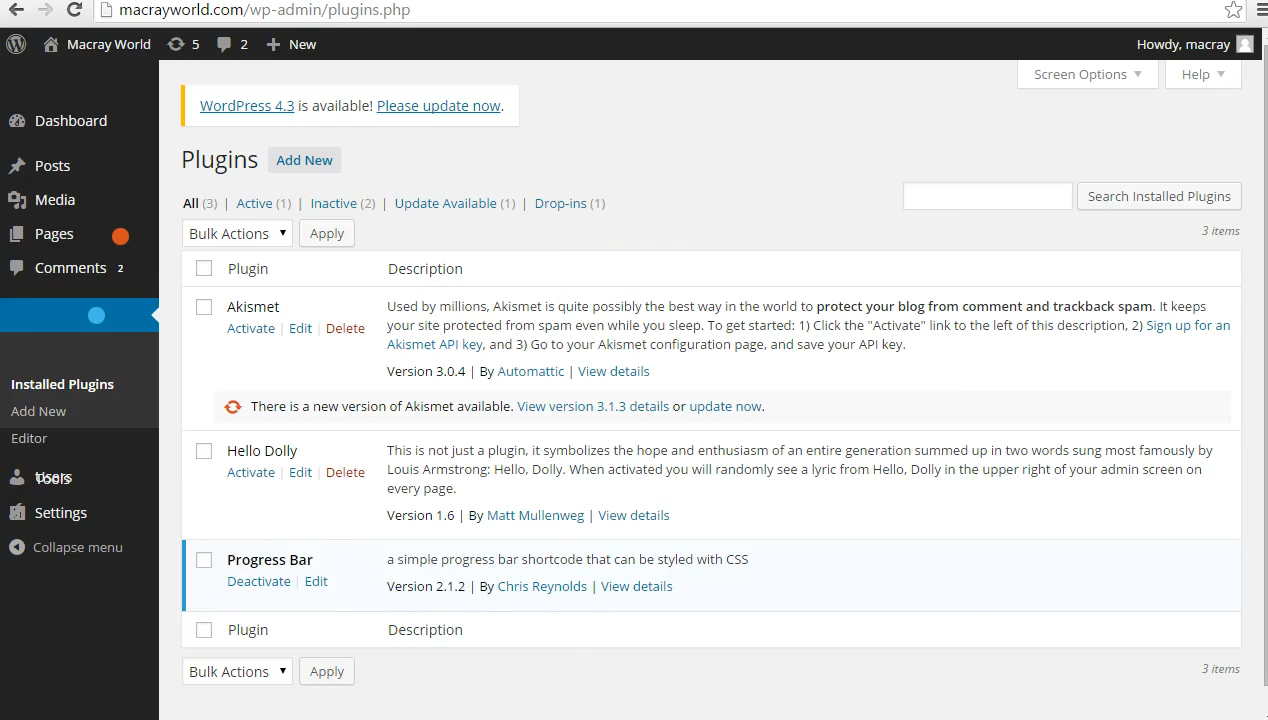 macrayworld.com/wp-admin/plugins.php
Macray World 5 2 New Howdy, macray
Screen Options Help
WordPress 4.3 is available! Please update now.
Dashboard
Posts
Media
Pages
Comments 2
Installed Plugins
Add New
Editor
Users
Tools
Settings
Collapse menu
Plugins Add New
All (3) | Active (1) | Inactive (2) | Update Available (1) | Drop-ins (1)
Search Installed Plugins
Bulk Actions Apply
3 items
Plugin Description
Akismet
Activate | Edit | Delete
Used by millions, Akismet is quite possibly the best way in the world to protect your blog from comment and trackback spam. It keeps
your site protected from spam even while you sleep. To get started: 1) Click the "Activate" link to the left of this description, 2) Sign up for an
Akismet API key, and 3) Go to your Akismet configuration page, and save your API key.
Version 3.0.4 | By Automattic | View details
There is a new version of Akismet available. View version 3.1.3 details or update now.
Hello Dolly
Activate | Edit | Delete
This is not just a plugin, it symbolizes the hope and enthusiasm of an entire generation summed up in two words sung most famously by
Louis Armstrong: Hello, Dolly. When activated you will randomly see a lyric from Hello, Dolly in the upper right of your admin screen on
every page.
Version 1.6 | By Matt Mullenweg | View details
Progress Bar
Deactivate | Edit
a simple progress bar shortcode that can be styled with CSS
Version 2.1.2 | By Chris Reynolds | View details
Plugin Description
Bulk Actions Apply
3 items